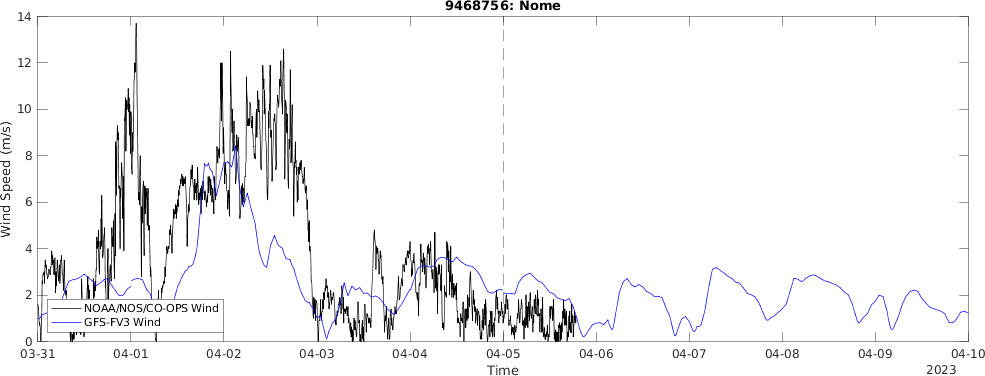 9468756: Nome
14
12
10
8
6
4
2
0
Wind Speed (m/s)
NOAA/NOS/CO-OPS Wind
GFS-FV3 Wind
03-31 04-01 04-02 04-03 04-04 04-05 04-06 04-07 04-08 04-09 04-10
Time
2023